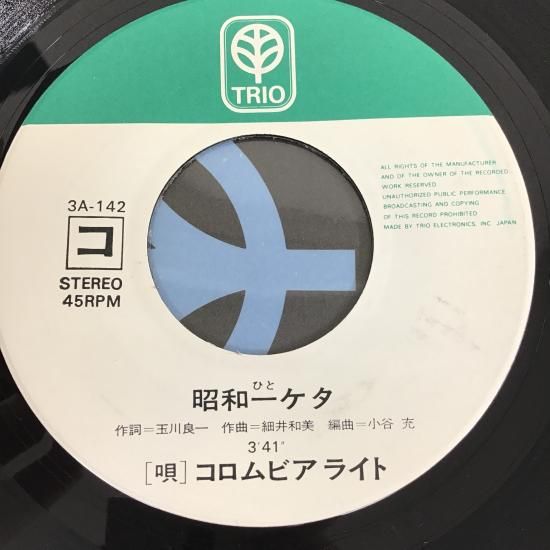 TRIO
3A-142
コ
STEREO
45RPM
ALL RIGHTS OF THE MANUFACTURER
AND OF THE OWNER OF THE RECORDED
WORK RESERVED
UNAUTHORIZED PUBLIC PERFORMANCE
BROADCASTING AND COPYING
OF THIS RECORD PROHIBITED
MADE BY TRIO ELECTRONICS, INC. JAPAN
ひと
昭和一ケタ
作詞=玉川良一 作曲=細井和美 編曲=小谷 充
3'41"
[唄] コロムビア ライト